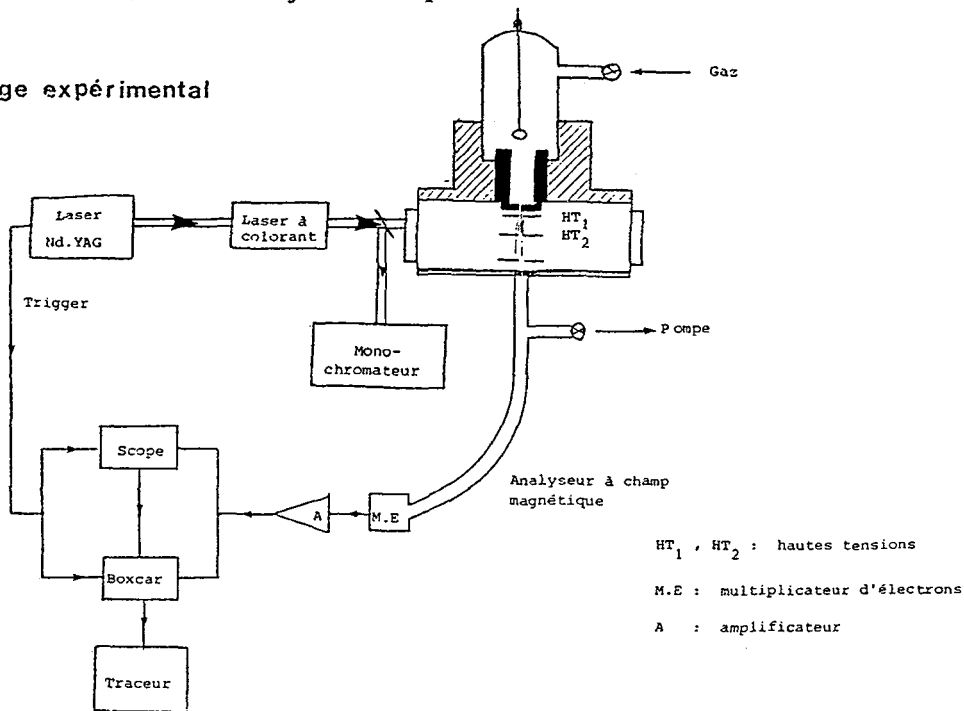 ge expérimental
Gaz
HT1
HT2
Laser
Nd.YAG
Laser à
colorant
Trigger
Mono-
chromateur
Pompe
Scope
Analyseur à champ
magnétique
A
M.E
Boxcar
Traceur
HT1 , HT2 : hautes tensions
M.E : multiplicateur d'électrons
A : amplificateur